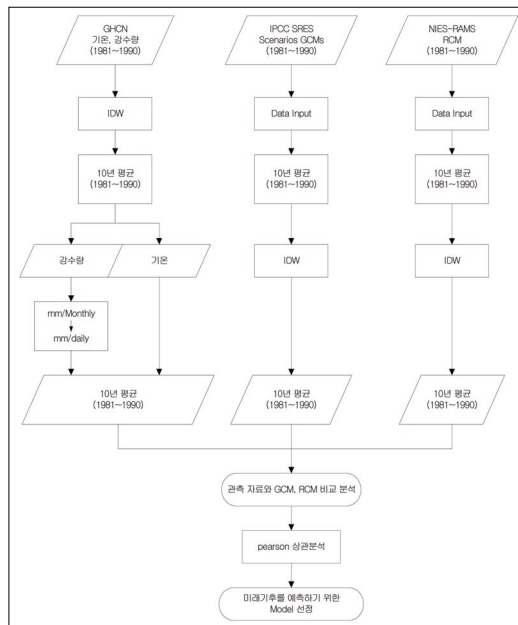 GHCN
기온, 강수량
(1981~1990)
IPCC SRES
Scenarios GCMs
(1981~1990)
NIES-RAMS
RCM
(1981~1990)
IDW
Data Input
Data Input
10년 평균
(1981~1990)
10년 평균
(1981~1990)
10년 평균
(1981~1990)
강수량
기온
IDW
IDW
mm/Monthly
mm/daily
10년 평균
(1981~1990)
10년 평균
(1981~1990)
10년 평균
(1981~1990)
관측 자료와 GCM, RCM 비교 분석
pearson 상관분석
미래기후를 예측하기 위한
Model 선정